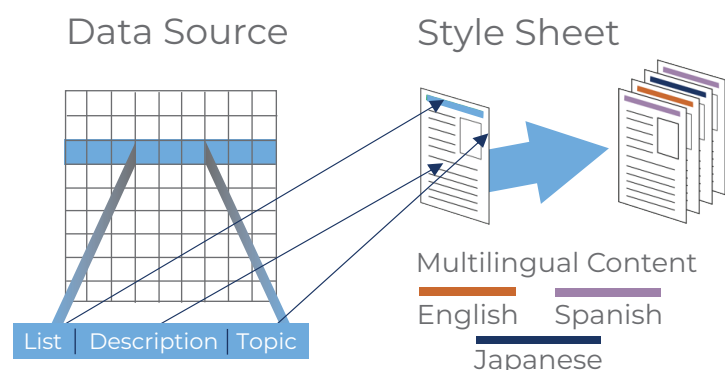 Data Source
Style Sheet
List | Description | Topic
Multilingual Content
English
Spanish
Japanese